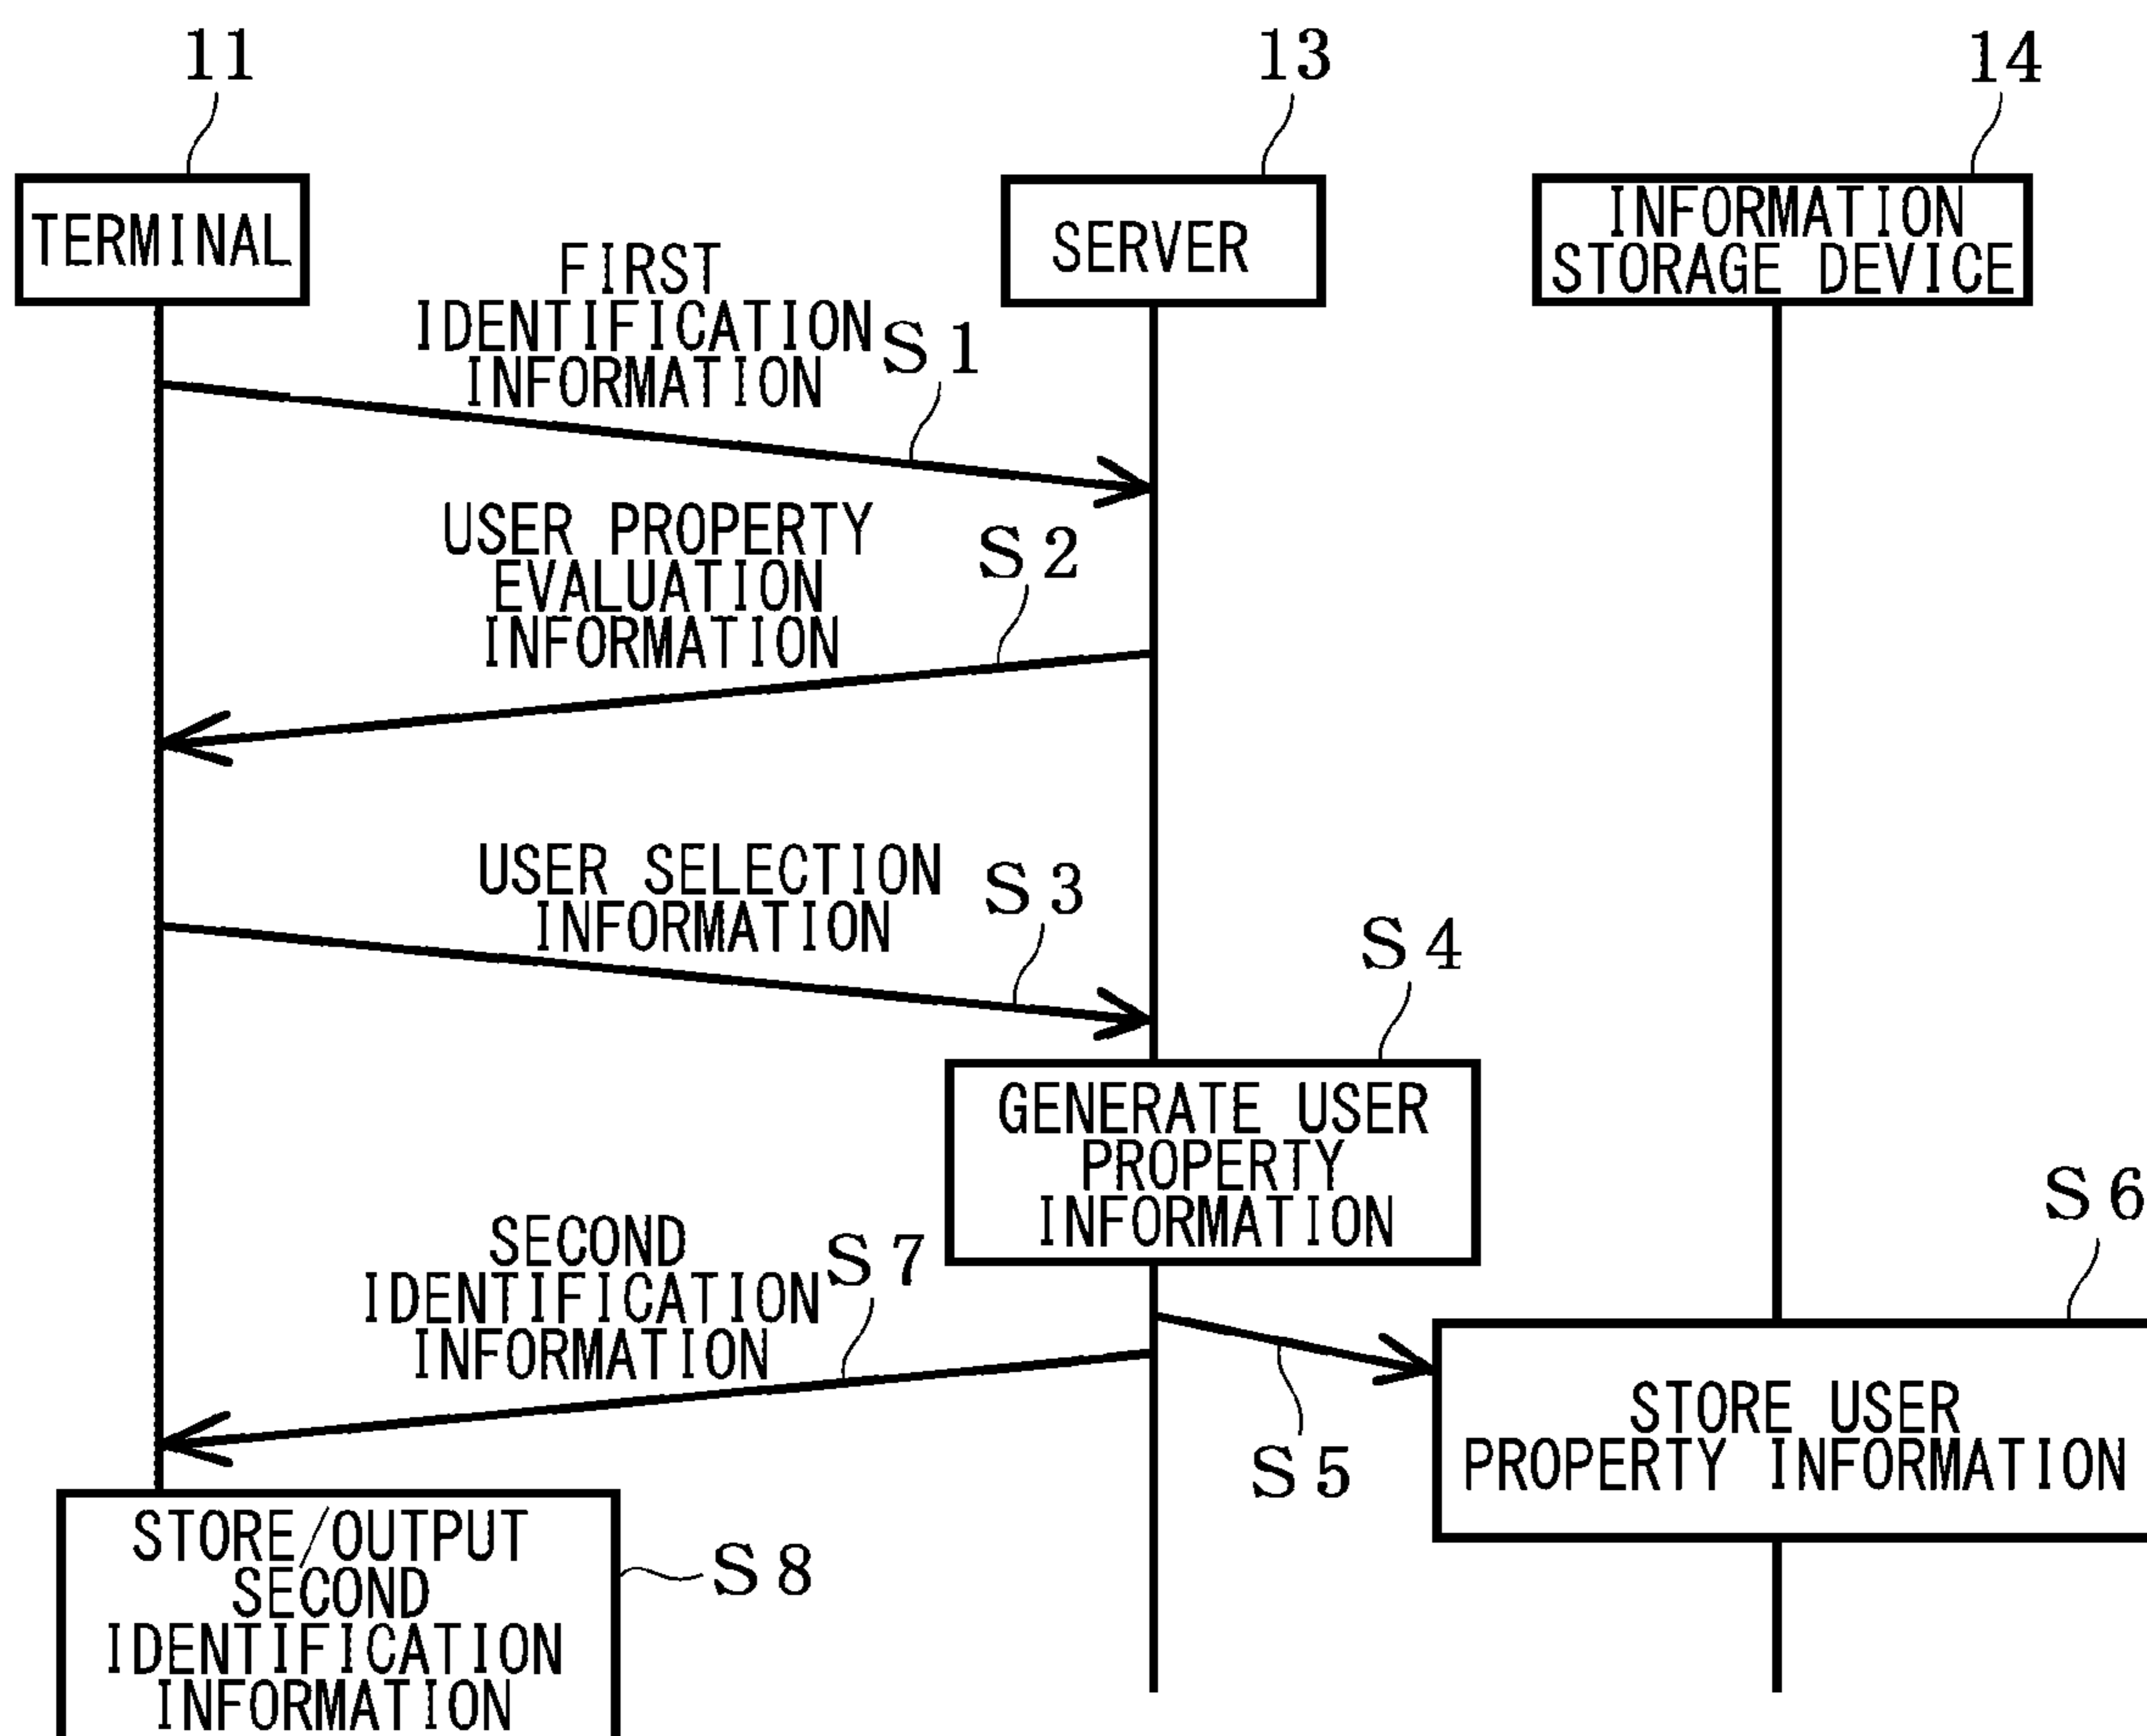 11
13
14
TERMINAL
SERVER
INFORMATION
STORAGE DEVICE
FIRST
IDENTIFICATION
INFORMATION
S1
USER PROPERTY
EVALUATION
INFORMATION
S2
USER SELECTION
INFORMATION
S3
S4
GENERATE USER
PROPERTY
INFORMATION
S6
SECOND
IDENTIFICATION
INFORMATION
S7
S5
STORE USER
PROPERTY INFORMATION
STORE/OUTPUT
SECOND
IDENTIFICATION
INFORMATION
S8